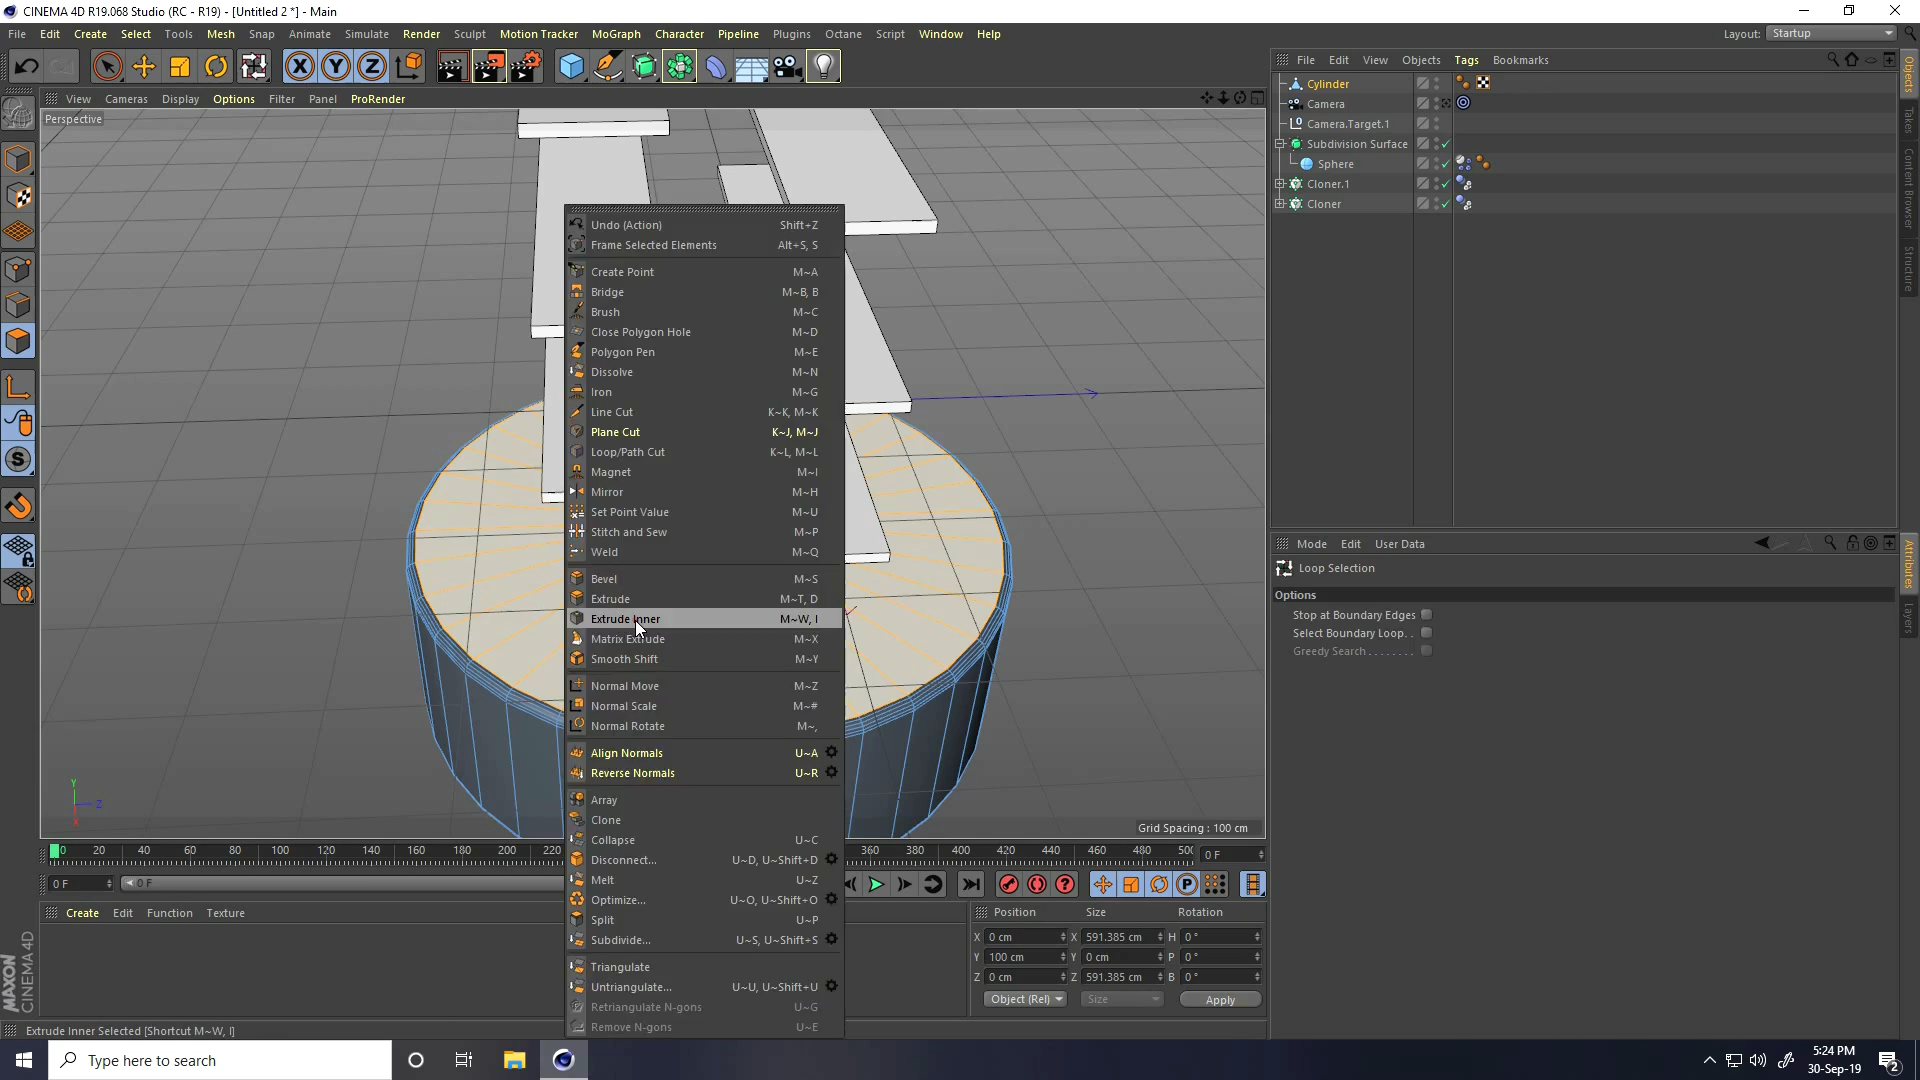 CINEMA 4D R19.068 Studio (RC - R19) - [Untitled 2 *] - Main
File Edit Create Select Tools Mesh Snap Animate Simulate Render Sculpt Motion Tracker MoGraph Character Pipeline Plugins Octane Script Window Help
Layout: Startup
View Cameras Display Options Filter Panel ProRender
Perspective
File Edit View Objects Tags Bookmarks
Cylinder
Camera
Camera.Target.1
Subdivision Surface
Sphere
Cloner.1
Cloner
Objects
Takes
Content Browser
Structure
Undo (Action) Shift+Z
Frame Selected Elements Alt+S, S
Create Point M~A
Bridge M~B, B
Brush M~C
Close Polygon Hole M~D
Polygon Pen M~E
Dissolve M~N
Iron M~G
Line Cut K~K, M~K
Plane Cut K~J, M~J
Loop/Path Cut K~L, M~L
Magnet M~I
Mirror M~H
Set Point Value M~U
Stitch and Sew M~P
Weld M~Q
Bevel M~S
Extrude M~T, D
Extrude Inner M~W, I
Matrix Extrude M~X
Smooth Shift M~Y
Normal Move M~Z
Normal Scale M~#
Normal Rotate M~,
Align Normals U~A
Reverse Normals U~R
Array
Clone
Collapse U~C
Disconnect... U~D, U~Shift+D
Melt U~Z
Optimize... U~O, U~Shift+O
Split U~P
Subdivide... U~S, U~Shift+S
Triangulate
Untriangulate... U~U, U~Shift+U
Retriangulate N-gons U~G
Remove N-gons U~E
Mode Edit User Data
Loop Selection
Options
Stop at Boundary Edges
Select Boundary Loop. .
Greedy Search . . . . . . . .
Attributes
Layers
Y
Z
X
Grid Spacing : 100 cm
0 20 40 60 80 100 120 140 160 180 200 220 360 380 400 420 440 460 480 500
0 F
0 F
0 F
Create Edit Function Texture
Position Size Rotation
X 0 cm X 591.385 cm H 0 °
Y 100 cm Y 0 cm P 0 °
Z 0 cm Z 591.385 cm B 0 °
Object (Rel) Size Apply
MAXON
CINEMA 4D
Extrude Inner Selected [Shortcut M~W, I]
Type here to search
5:24 PM
30-Sep-19
2